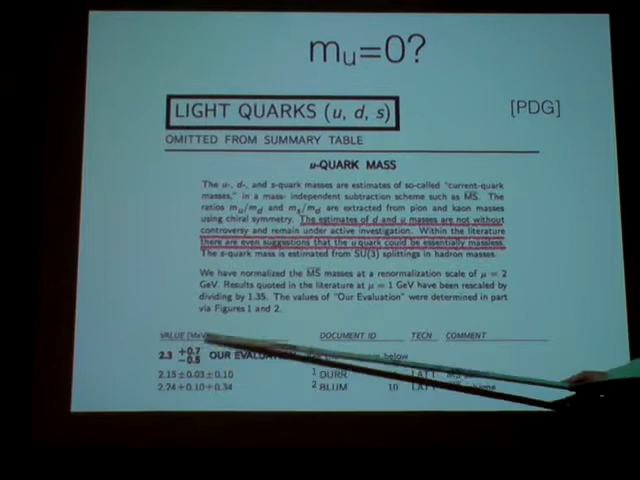 mu=0?
LIGHT QUARKS (u, d, s)
[PDG]
OMITTED FROM SUMMARY TABLE
u-QUARK MASS
The u-, d-, and s-quark masses are estimates of so-called "current-quark
masses," in a mass- independent subtraction scheme such as MS. The
ratios mu/md and ms/md are extracted from pion and kaon masses
using chiral symmetry. The estimates of d and u masses are not without
controversy and remain under active investigation. Within the literature
there are even suggestions that the u quark could be essentially massless.
The s-quark mass is estimated from SU(3) splittings in hadron masses.
We have normalized the MS masses at a renormalization scale of μ = 2
GeV. Results quoted in the literature at μ = 1 GeV have been rescaled by
dividing by 1.35. The values of "Our Evaluation" were determined in part
via Figures 1 and 2.
VALUE (MeV) DOCUMENT ID TECN COMMENT
2.3 +0.7 −0.5 OUR below
2.15±0.03±0.10 1 DURR
2.24±0.10±0.34 2 BLUM 10